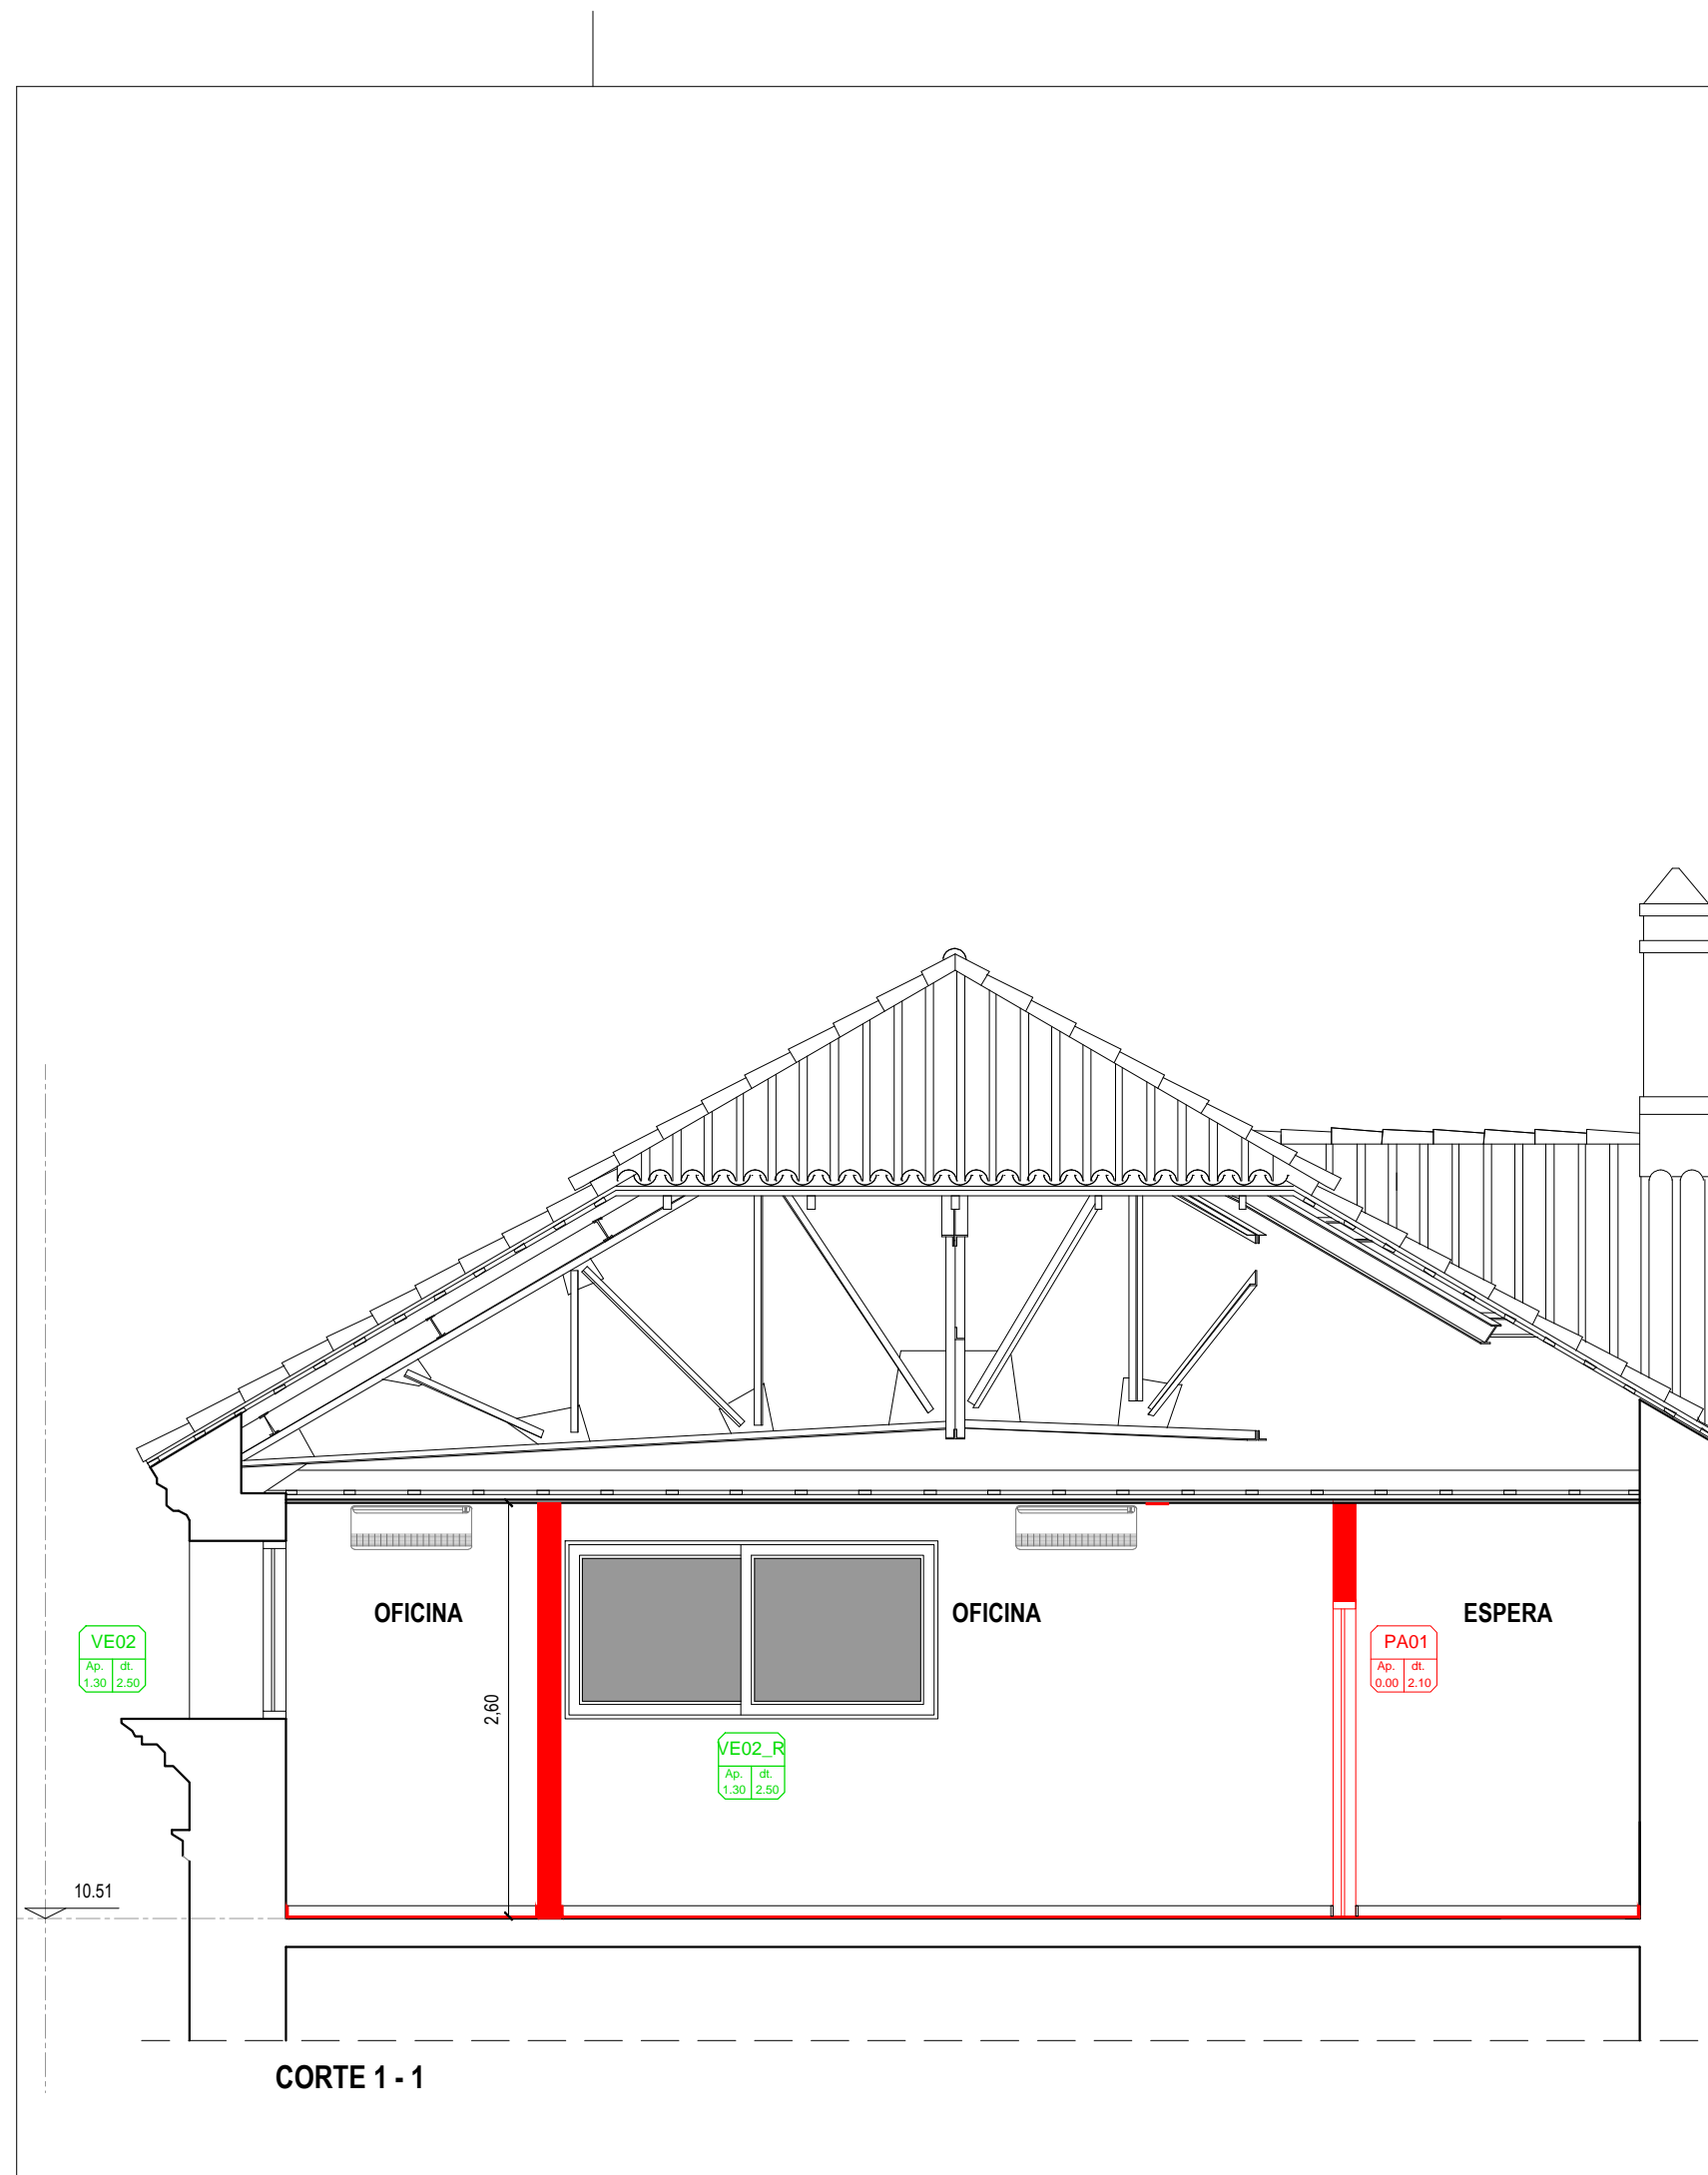 OFICINA
OFICINA
ESPERA
VE02
Ap. dt.
1.30 2.50
PA01
Ap. dt.
0.00 2.10
2,60
VE02_R
Ap. dt.
1.30 2.50
10.51
CORTE 1 - 1